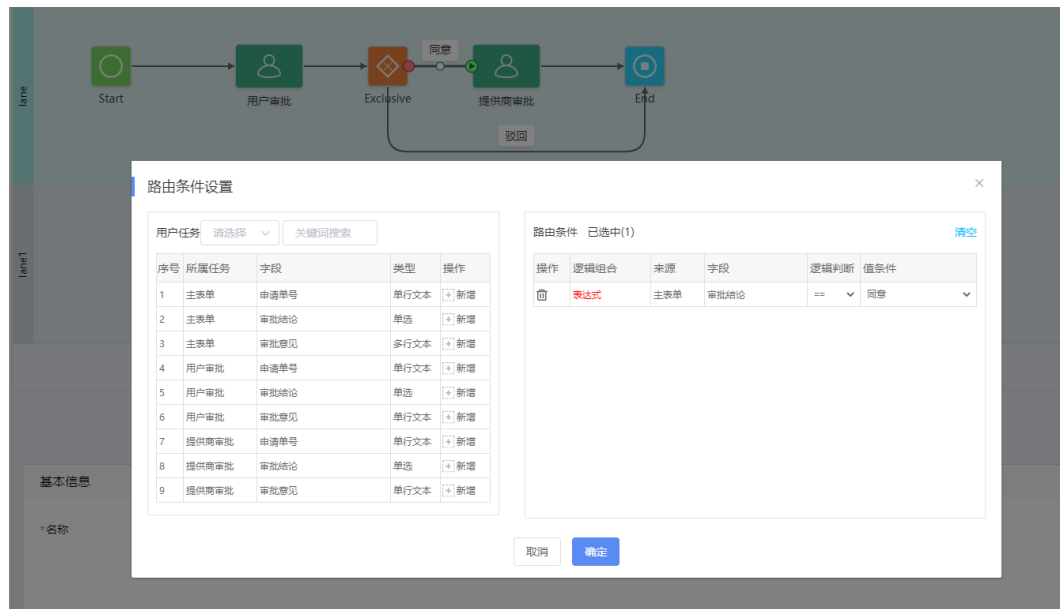 lane
同意
Start
用户审批
Exclusive
提供商审批
End
驳回
lane1
路由条件设置
用户任务 请选择 关键词搜索
序号 所属任务 字段 类型 操作
1 主表单 申请单号 单行文本 新增
2 主表单 审批结论 单选 新增
3 主表单 审批意见 多行文本 新增
4 用户审批 申请单号 单行文本 新增
5 用户审批 审批结论 单选 新增
6 用户审批 审批意见 单行文本 新增
7 提供商审批 申请单号 单行文本 新增
8 提供商审批 审批结论 单选 新增
9 提供商审批 审批意见 单行文本 新增
路由条件 已选中(1) 清空
操作 逻辑组合 来源 字段 逻辑判断 值条件
表达式 主表单 审批结论 == 同意
取消 确定
基本信息
*名称